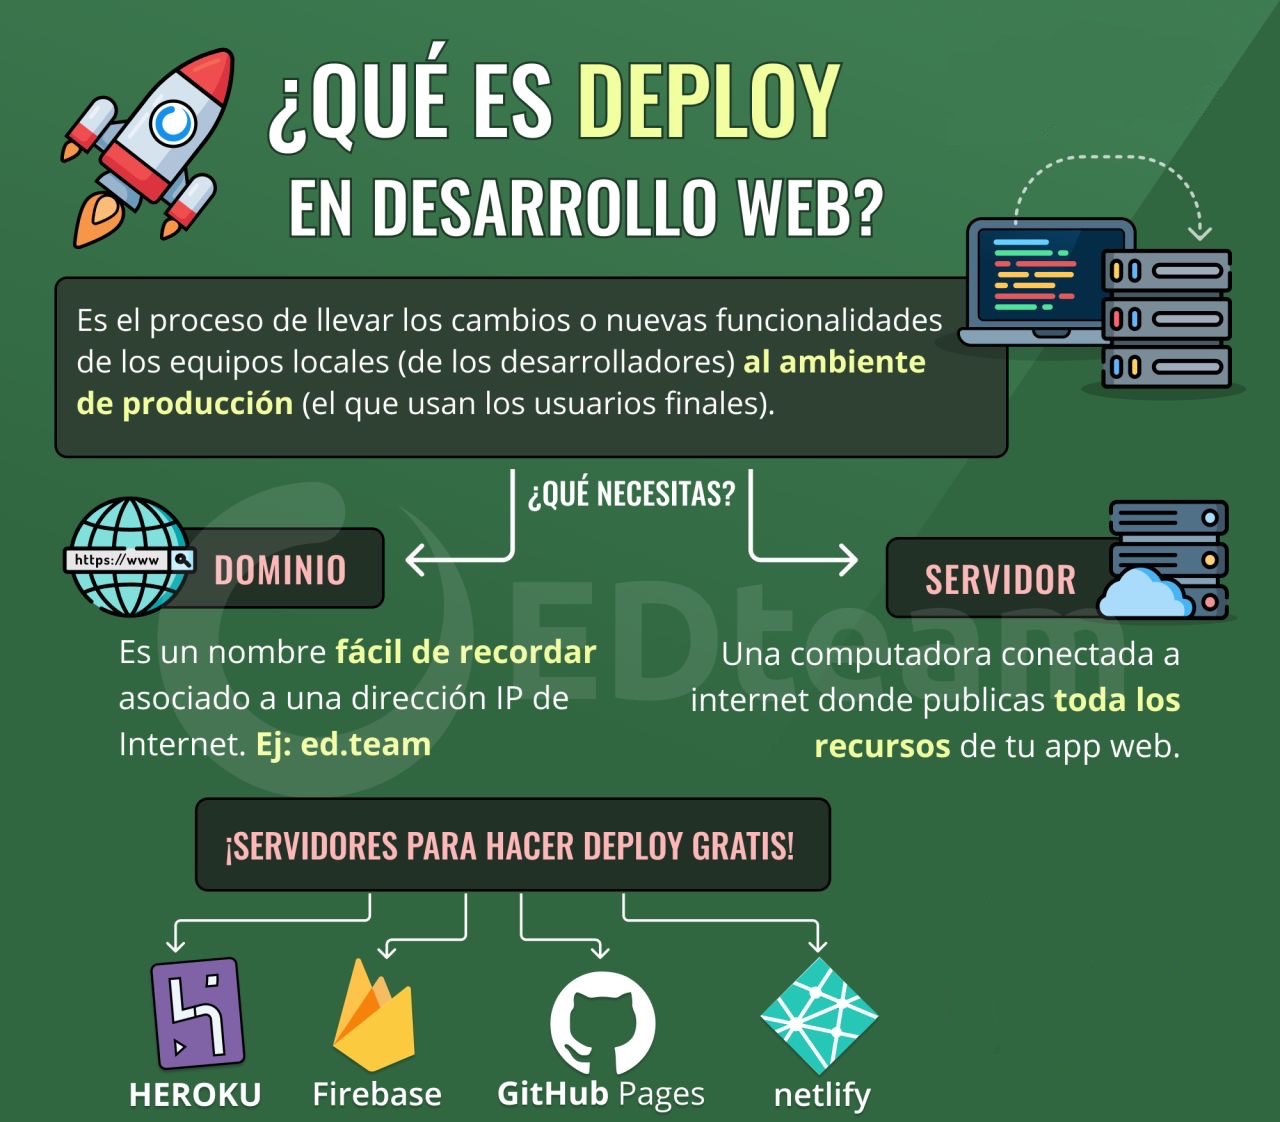 ¿QUÉ ES DEPLOY
EN DESARROLLO WEB?
Es el proceso de llevar los cambios o nuevas funcionalidades
de los equipos locales (de los desarrolladores) al ambiente
de producción (el que usan los usuarios finales).
¿QUÉ NECESITAS?
https://www
DOMINIO
Es un nombre fácil de recordar
asociado a una dirección IP de
Internet. Ej: ed.team
SERVIDOR
Una computadora conectada a
internet donde publicas toda los
recursos de tu app web.
EDteam
¡SERVIDORES PARA HACER DEPLOY GRATIS!
HEROKU
Firebase
GitHub Pages
netlify